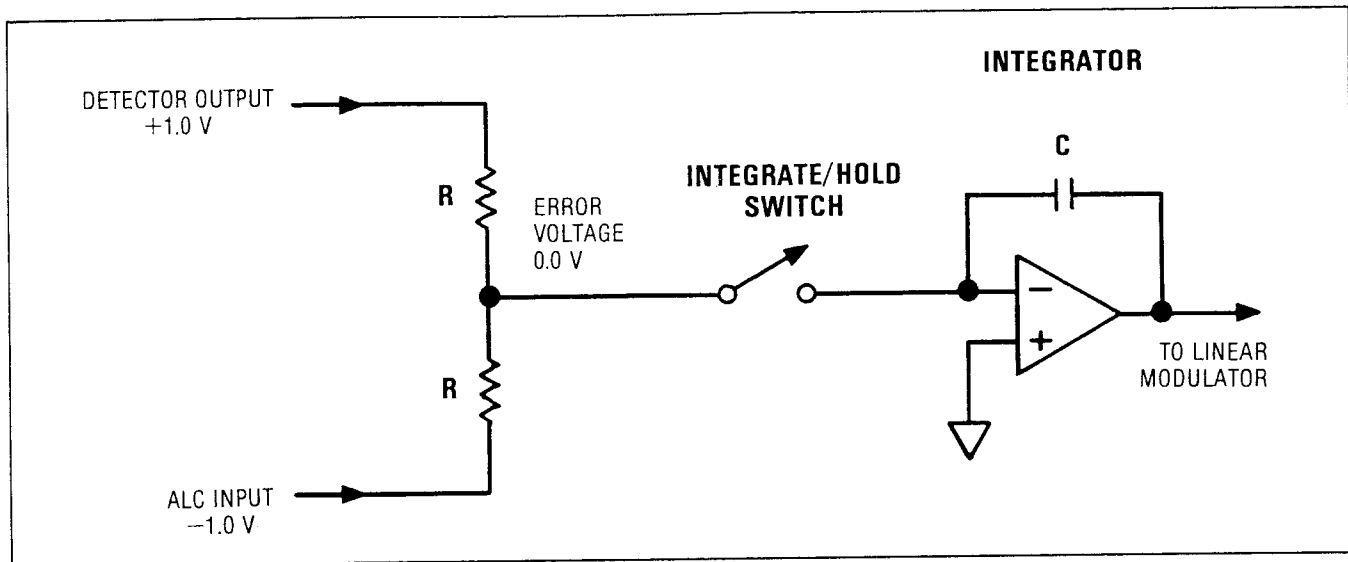 INTEGRATOR
DETECTOR OUTPUT
+1.0 V
C
R
ERROR
VOLTAGE
0.0 V
INTEGRATE/HOLD
SWITCH
−
+
TO LINEAR
MODULATOR
R
ALC INPUT
−1.0 V